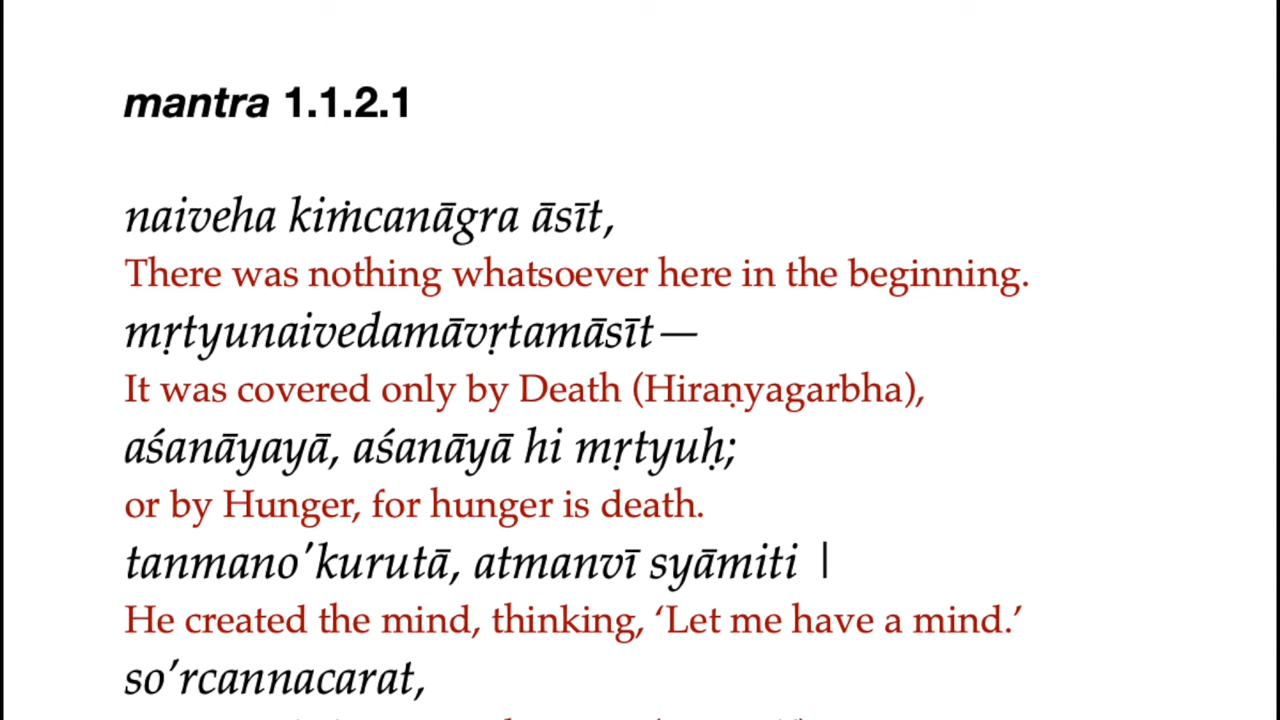 mantra 1.1.2.1
naiveha kiṁcanāgra āsīt,
There was nothing whatsoever here in the beginning.
mṛtyunaivedamāvṛtamāsīt—
It was covered only by Death (Hiraṇyagarbha),
aśanāyayā, aśanāyā hi mṛtyuḥ;
or by Hunger, for hunger is death.
tanmano'kurutā, atmanvī syāmiti |
He created the mind, thinking, ‘Let me have a mind.’
so'rcannacarat,